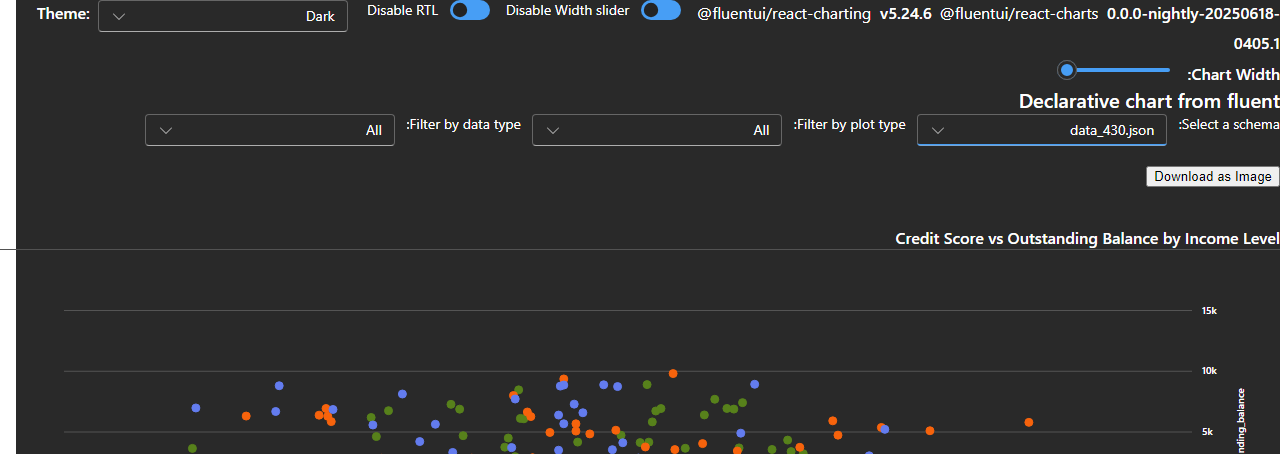 Theme: Dark
Disable RTL
Disable Width slider
@fluentui/react-charting v5.24.6 @fluentui/react-charts 0.0.0-nightly-20250618-
0405.1
:Chart Width
Declarative chart from fluent
:Select a schema
data_430.json
:Filter by plot type
All
:Filter by data type
All
Download as Image
Credit Score vs Outstanding Balance by Income Level
15k
10k
5k